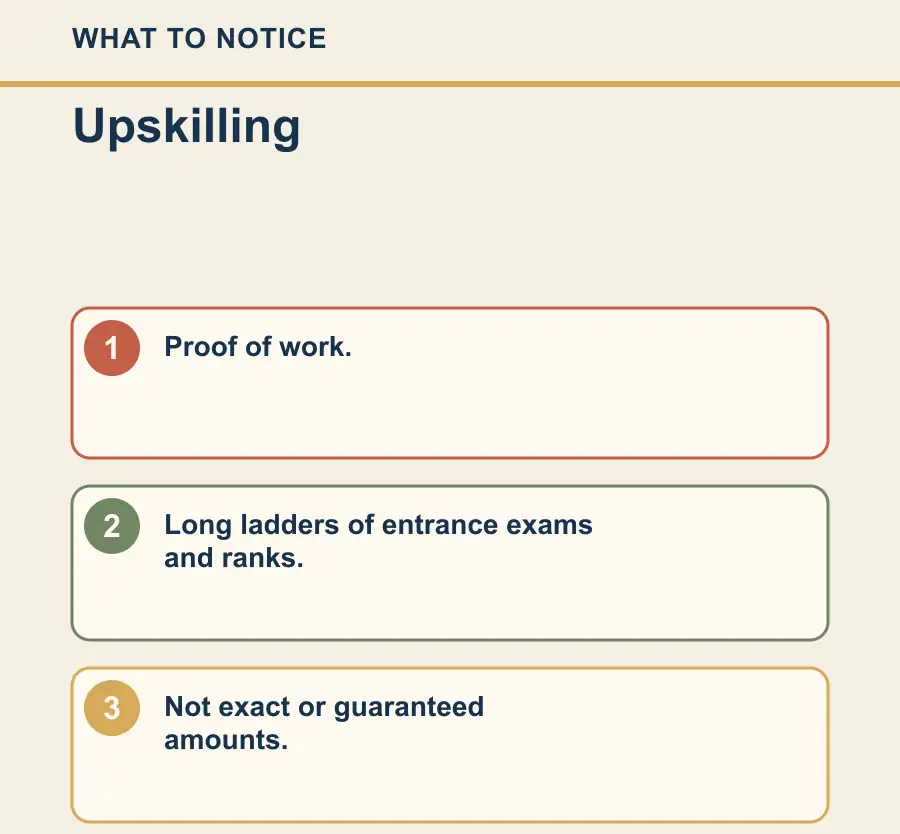 WHAT TO NOTICE
Upskilling
1 Proof of work.
2 Long ladders of entrance exams
and ranks.
3 Not exact or guaranteed
amounts.